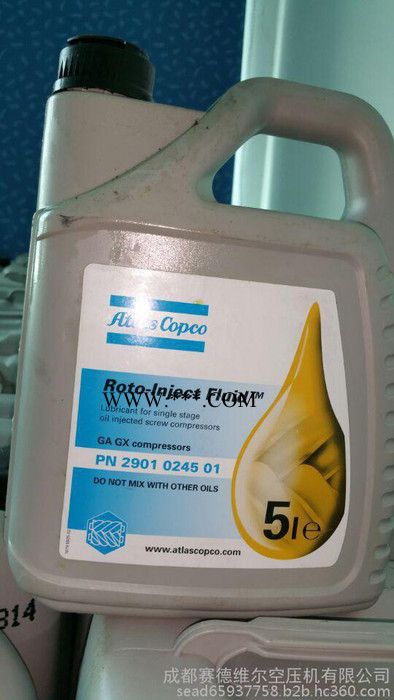 Atlas Copco
Roto-Inject Fluid™
Lubricant for single stage
oil injected screw compressors
GA GX compressors
PN 2901 0245 01
DO NOT MIX WITH OTHER OILS
5l e
www.atlascopco.com
314
成都赛德维尔空压机有限公司
sead65937758.b2b.hc360.com